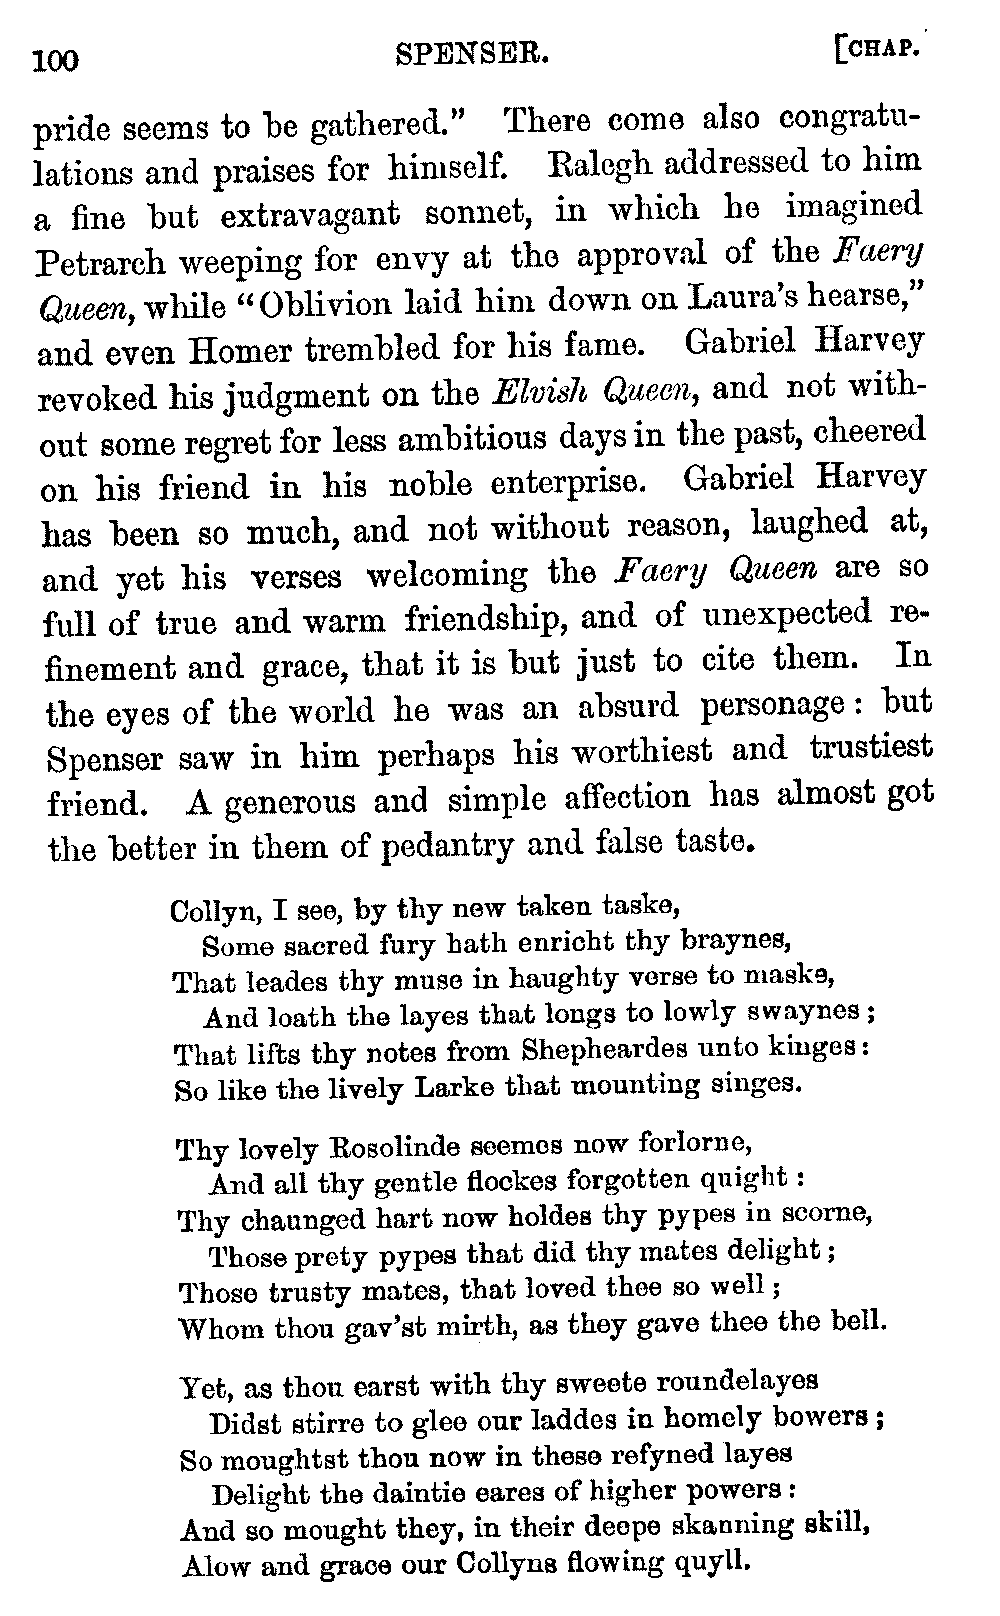 100 SPENSER. [CHAP.
pride seems to be gathered." There come also congratu-
lations and praises for himself. Ralegh addressed to him
a fine but extravagant sonnet, in which he imagined
Petrarch weeping for envy at the approval of the Faery
Queen, while "Oblivion laid him down on Laura's hearse,"
and even Homer trembled for his fame. Gabriel Harvey
revoked his judgment on the Elvish Queen, and not with-
out some regret for less ambitious days in the past, cheered
on his friend in his noble enterprise. Gabriel Harvey
has been so much, and not without reason, laughed at,
and yet his verses welcoming the Faery Queen are so
full of true and warm friendship, and of unexpected re-
finement and grace, that it is but just to cite them. In
the eyes of the world he was an absurd personage: but
Spenser saw in him perhaps his worthiest and trustiest
friend. A generous and simple affection has almost got
the better in them of pedantry and false taste.
Collyn, I see, by thy new taken taske,
Some sacred fury hath enricht thy braynes,
That leades thy muse in haughty verse to maske,
And loath the layes that longs to lowly swaynes;
That lifts thy notes from Shepheardes unto kinges:
So like the lively Larke that mounting singes.
Thy lovely Rosolinde seemes now forlorne,
And all thy gentle flockes forgotten quight:
Thy chaunged hart now holdes thy pypes in scorne,
Those prety pypes that did thy mates delight;
Those trusty mates, that loved thee so well;
Whom thou gav'st mirth, as they gave thee the bell.
Yet, as thou earst with thy sweete roundelayes
Didst stirre to glee our laddes in homely bowers;
So moughtst thou now in these refyned layes
Delight the daintie eares of higher powers:
And so mought they, in their deepe skanning skill,
Alow and grace our Collyns flowing quyll.